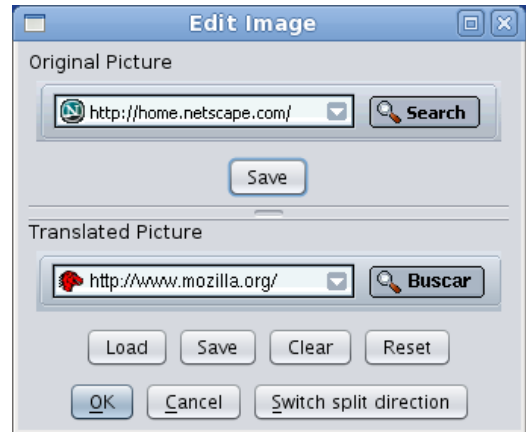 Edit Image
Original Picture
http://home.netscape.com/ Search
Save
Translated Picture
http://www.mozilla.org/ Buscar
Load Save Clear Reset
OK Cancel Switch split direction